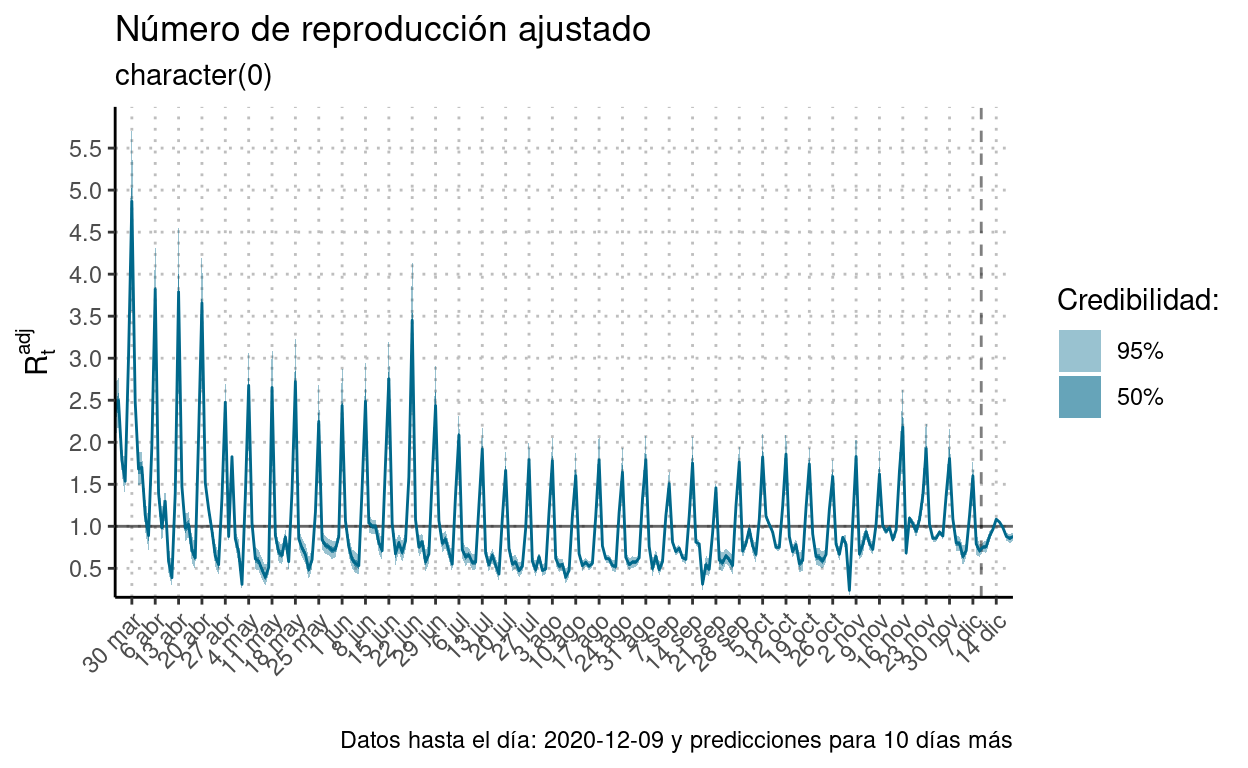 Número de reproducción ajustado
character(0)
5.5
5.0
4.5
4.0
3.5
3.0
2.5
2.0
1.5
1.0
0.5
R_t^adj
30 mar
6 abr
13 abr
20 abr
27 abr
4 may
11 may
18 may
25 may
1 jun
8 jun
15 jun
22 jun
29 jun
6 jul
13 jul
20 jul
27 jul
3 ago
10 ago
17 ago
24 ago
31 ago
7 sep
14 sep
21 sep
28 sep
5 oct
12 oct
19 oct
26 oct
2 nov
9 nov
16 nov
23 nov
30 nov
7 dic
14 dic
Credibilidad:
95%
50%
Datos hasta el día: 2020-12-09 y predicciones para 10 días más